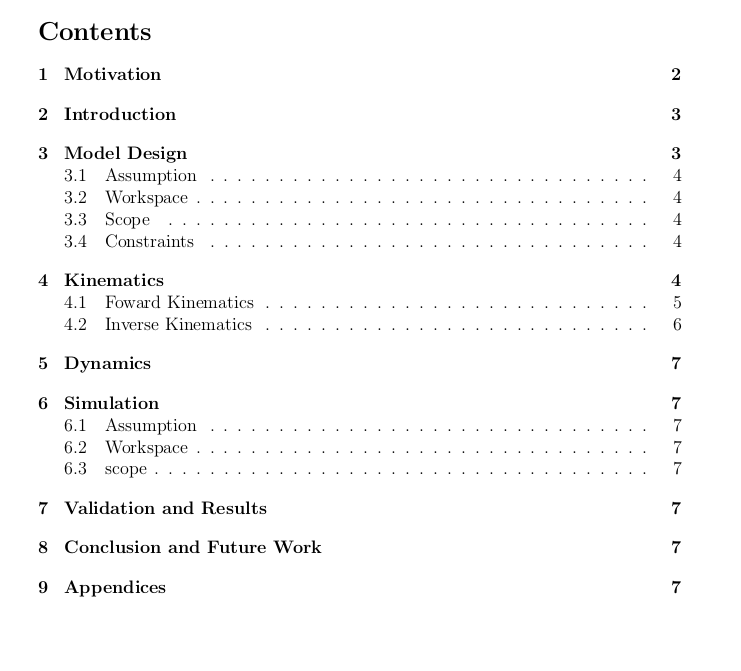 Contents
1 Motivation 2
2 Introduction 3
3 Model Design 3
3.1 Assumption . . . . . . . . . . . . . . . . . . . . . . . . . . . . . . . . 4
3.2 Workspace . . . . . . . . . . . . . . . . . . . . . . . . . . . . . . . . . 4
3.3 Scope . . . . . . . . . . . . . . . . . . . . . . . . . . . . . . . . . . . 4
3.4 Constraints . . . . . . . . . . . . . . . . . . . . . . . . . . . . . . . . 4
4 Kinematics 4
4.1 Foward Kinematics . . . . . . . . . . . . . . . . . . . . . . . . . . . . 5
4.2 Inverse Kinematics . . . . . . . . . . . . . . . . . . . . . . . . . . . . 6
5 Dynamics 7
6 Simulation 7
6.1 Assumption . . . . . . . . . . . . . . . . . . . . . . . . . . . . . . . . 7
6.2 Workspace . . . . . . . . . . . . . . . . . . . . . . . . . . . . . . . . . 7
6.3 scope . . . . . . . . . . . . . . . . . . . . . . . . . . . . . . . . . . . . 7
7 Validation and Results 7
8 Conclusion and Future Work 7
9 Appendices 7